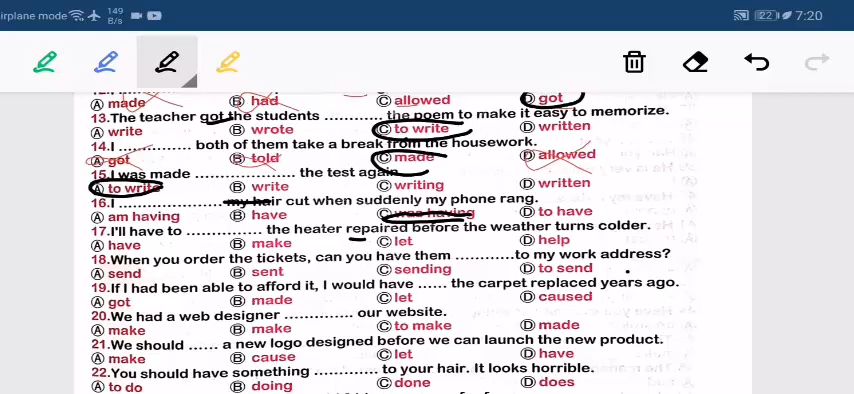 irplane mode 149 B/s 22 7:20
Ⓐ made Ⓑ had Ⓒ allowed Ⓓ got
13.The teacher got the students ............ the poem to make it easy to memorize.
Ⓐ write Ⓑ wrote Ⓒ to write Ⓓ written
14.I ............... both of them take a break from the housework.
Ⓐ got Ⓑ told Ⓒ made Ⓓ allowed
15.I was made ..................... the test again
Ⓐ to write Ⓑ write Ⓒ writing Ⓓ written
16.I ...................... my hair cut when suddenly my phone rang.
Ⓐ am having Ⓑ have Ⓒ was having Ⓓ to have
17.I'll have to ................ the heater repaired before the weather turns colder.
Ⓐ have Ⓑ make Ⓒ let Ⓓ help
18.When you order the tickets, can you have them ............to my work address?
Ⓐ send Ⓑ sent Ⓒ sending Ⓓ to send
19.If I had been able to afford it, I would have ...... the carpet replaced years ago.
Ⓐ got Ⓑ made Ⓒ let Ⓓ caused
20.We had a web designer .............. our website.
Ⓐ make Ⓑ make Ⓒ to make Ⓓ made
21.We should ...... a new logo designed before we can launch the new product.
Ⓐ make Ⓑ cause Ⓒ let Ⓓ have
22.You should have something ............. to your hair. It looks horrible.
Ⓐ to do Ⓑ doing Ⓒ done Ⓓ does